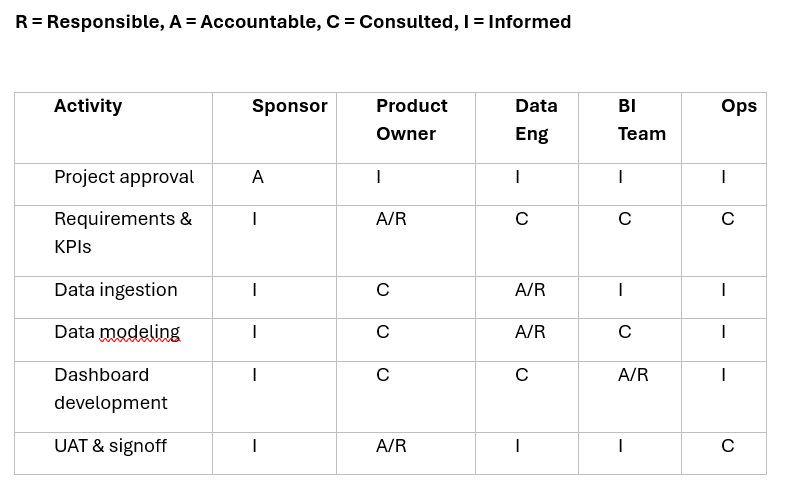 R = Responsible, A = Accountable, C = Consulted, I = Informed
Activity Sponsor Product Owner Data Eng BI Team Ops
Project approval A I I I I
Requirements & KPIs I A/R C C C
Data ingestion I C A/R I I
Data modeling I C A/R C I
Dashboard development I C C A/R I
UAT & signoff I A/R I I C